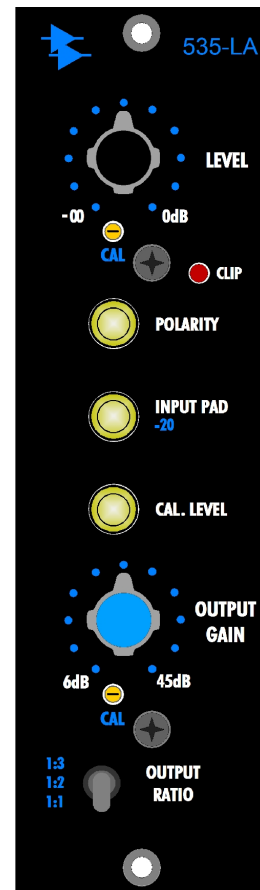 535-LA
LEVEL
-∞ 0dB
CAL
CLIP
POLARITY
INPUT PAD
-20
CAL. LEVEL
OUTPUT
GAIN
6dB 45dB
CAL
1:3
1:2
1:1
OUTPUT
RATIO